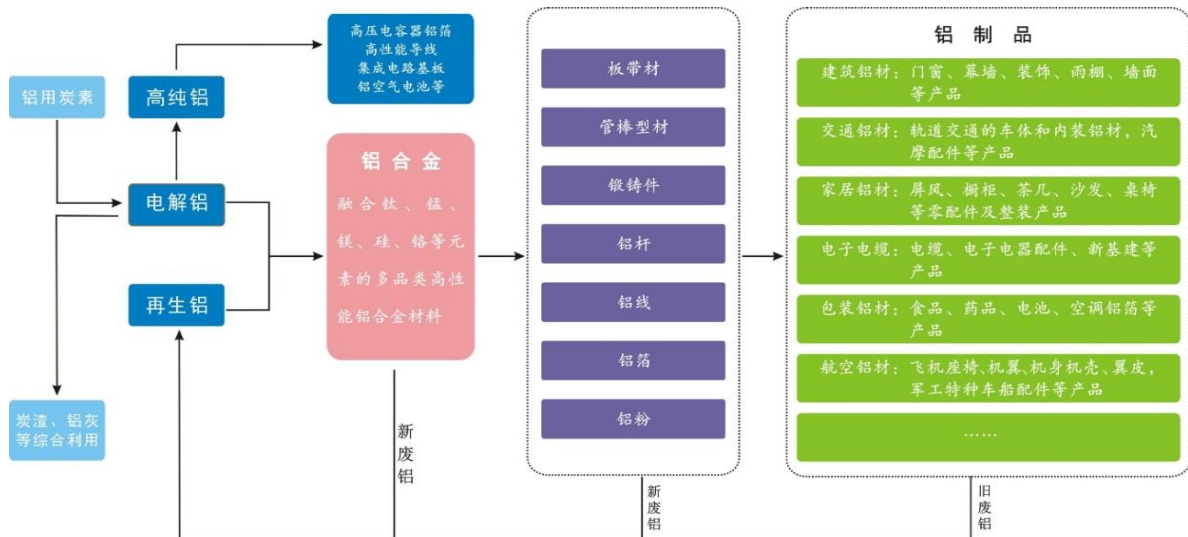 铝用炭素
高纯铝
电解铝
再生铝
炭渣、铝灰
等综合利用
高压电容器铝箔
高性能导线
集成电路基板
铝空气电池等
铝合金
融合钛、锰、
镁、硅、铬等元
素的多品类高性
能铝合金材料
新废铝
板带材
管棒型材
锻铸件
铝杆
铝线
铝箔
铝粉
新废铝
铝制品
建筑铝材：门窗、幕墙、装饰、雨棚、墙面
等产品
交通铝材：轨道交通的车体和内装铝材，汽
摩配件等产品
家居铝材：屏风、橱柜、茶几、沙发、桌椅
等零配件及整装产品
电子电缆：电缆、电子电器配件、新基建等
产品
包装铝材：食品、药品、电池、空调铝箔等
产品
航空铝材：飞机座椅、机翼、机身机壳、翼皮，
军工特种车船配件等产品
……
旧废铝